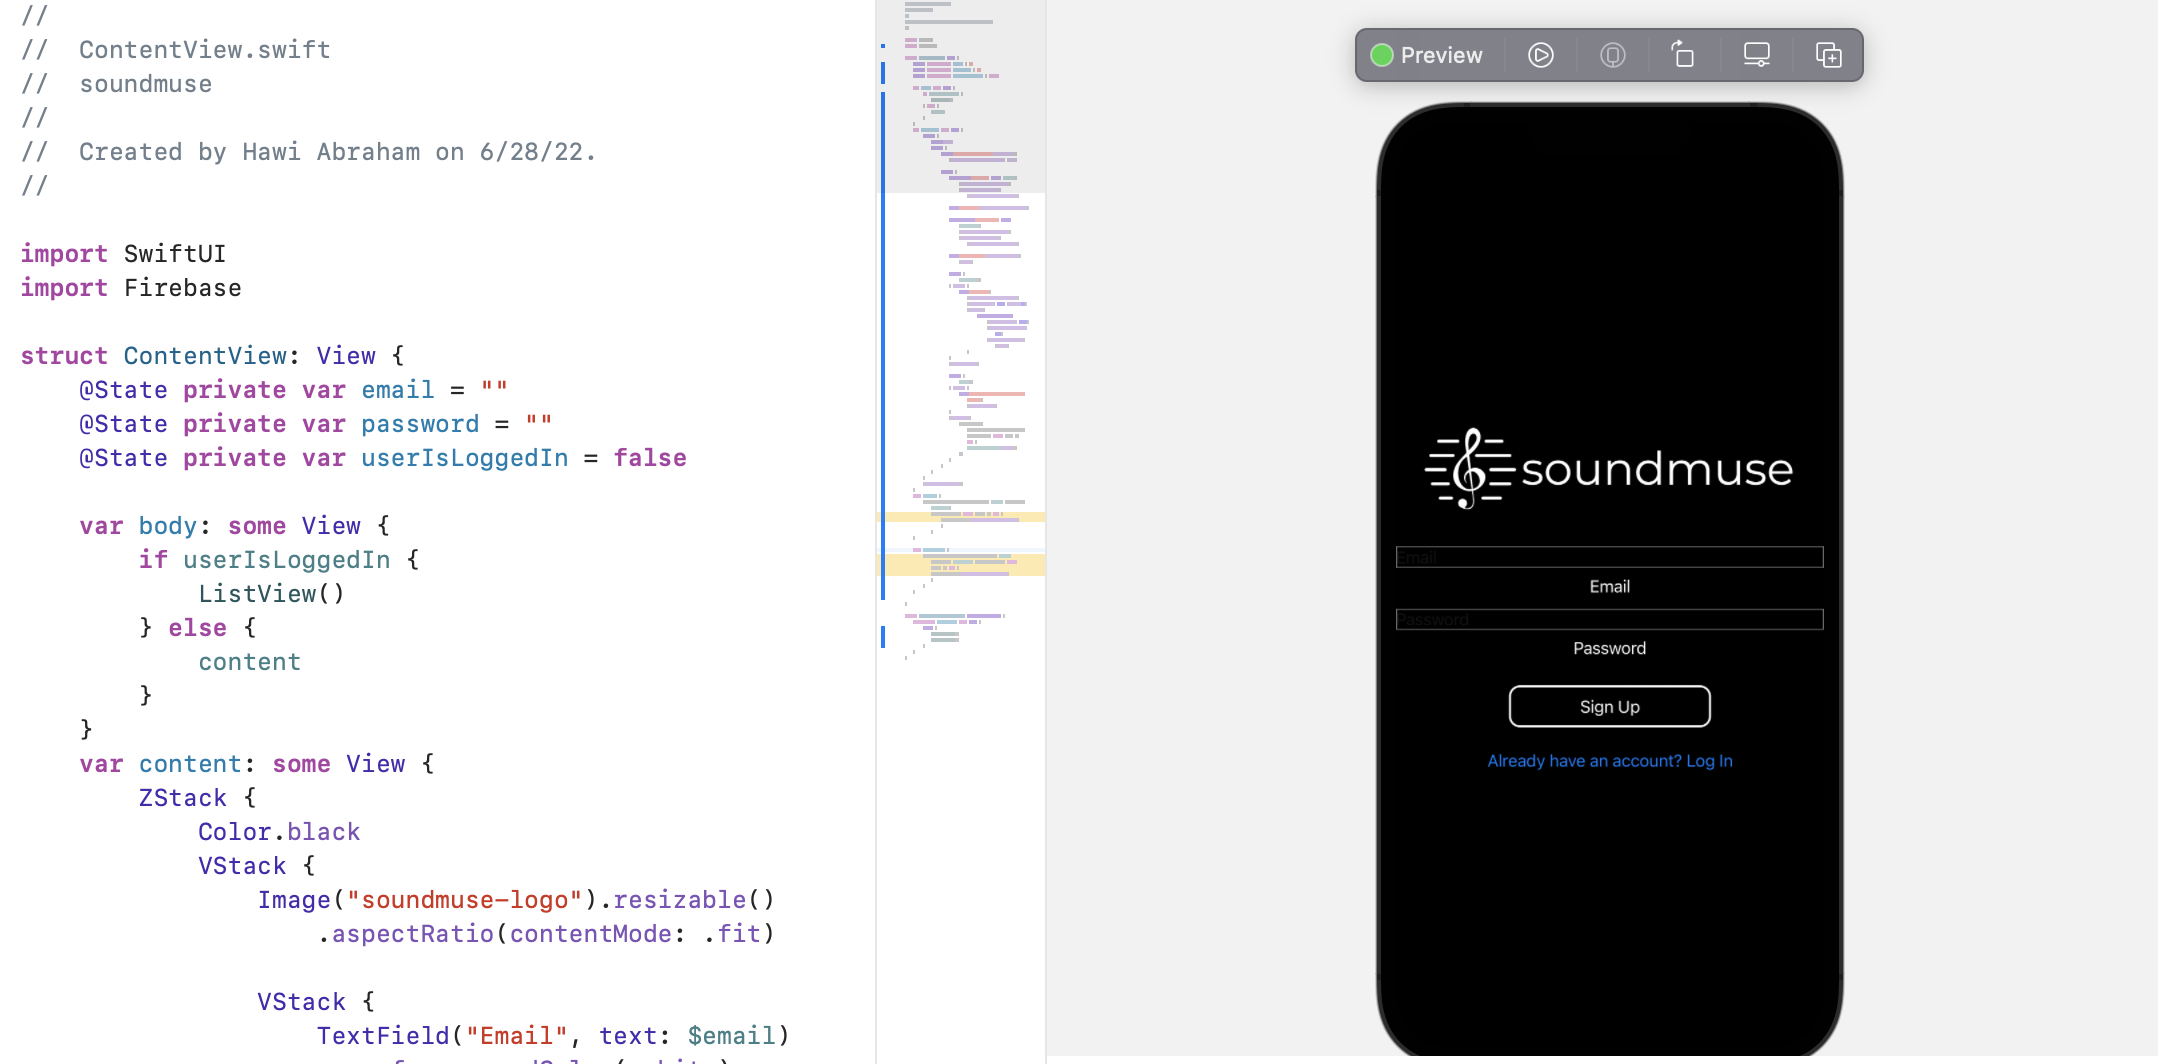 //
//  ContentView.swift
//  soundmuse
//
//  Created by Hawi Abraham on 6/28/22.
//
import SwiftUI
import Firebase
struct ContentView: View {
    @State private var email = ""
    @State private var password = ""
    @State private var userIsLoggedIn = false
    var body: some View {
        if userIsLoggedIn {
            ListView()
        } else {
            content
        }
    }
    var content: some View {
        ZStack {
            Color.black
            VStack {
                Image("soundmuse-logo").resizable()
                    .aspectRatio(contentMode: .fit)
                VStack {
                    TextField("Email", text: $email)
Preview
soundmuse
Email
Email
Password
Password
Sign Up
Already have an account? Log In